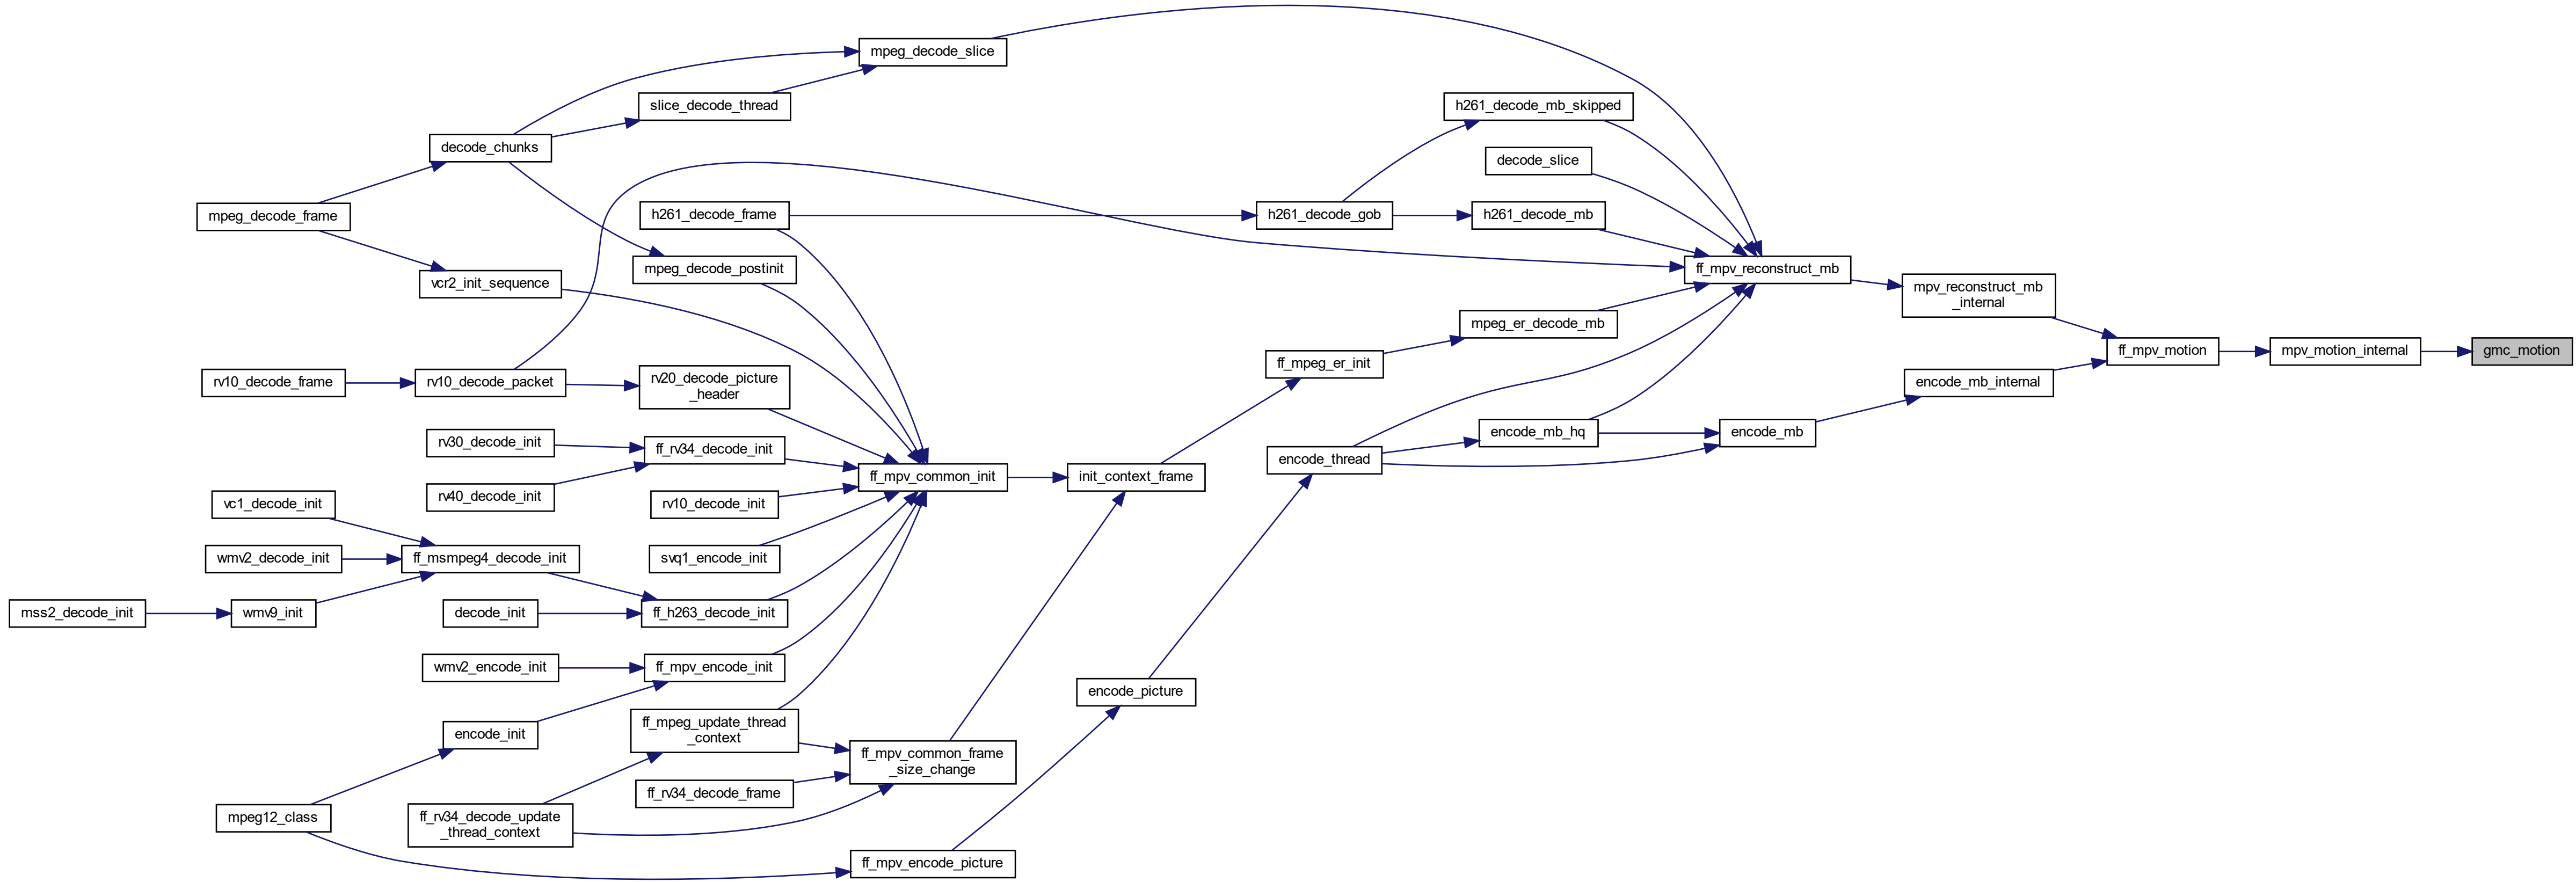 mpeg_decode_slice
slice_decode_thread
h261_decode_mb_skipped
decode_chunks
decode_slice
mpeg_decode_frame
h261_decode_frame
h261_decode_gob
h261_decode_mb
mpeg_decode_postinit
ff_mpv_reconstruct_mb
vcr2_init_sequence
mpv_reconstruct_mb
_internal
mpeg_er_decode_mb
ff_mpv_motion
mpv_motion_internal
gmc_motion
ff_mpeg_er_init
rv10_decode_frame
rv10_decode_packet
rv20_decode_picture
_header
encode_mb_internal
rv30_decode_init
ff_rv34_decode_init
encode_mb_hq
encode_mb
encode_thread
ff_mpv_common_init
init_context_frame
rv40_decode_init
vc1_decode_init
rv10_decode_init
wmv2_decode_init
ff_msmpeg4_decode_init
svq1_encode_init
mss2_decode_init
wmv9_init
decode_init
ff_h263_decode_init
wmv2_encode_init
ff_mpv_encode_init
encode_picture
encode_init
ff_mpeg_update_thread
_context
ff_mpv_common_frame
_size_change
ff_rv34_decode_frame
mpeg12_class
ff_rv34_decode_update
_thread_context
ff_mpv_encode_picture